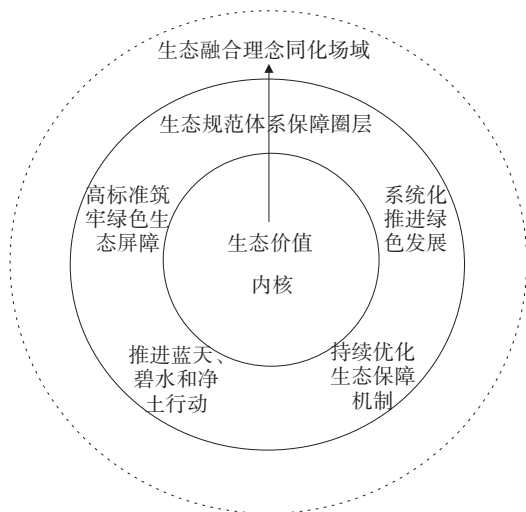 生态融合理念同化场域
生态规范体系保障圈层
高标准筑
牢绿色生
态屏障
系统化
推进绿
色发展
生态价值
内核
推进蓝天、
碧水和净
土行动
持续优化
生态保障
机制